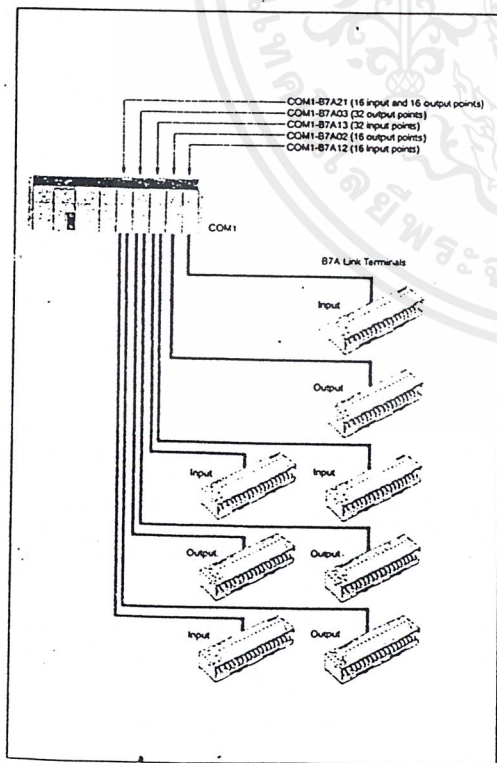 COM1-B7A21 (16 input and 16 output points)
COM1-B7A03 (32 output points)
COM1-B7A13 (32 input points)
COM1-B7A02 (16 output points)
COM1-B7A12 (16 input points)
COM1
B7A Link Terminals
Input
Output
Input
Input
Output
Output
Input
Output